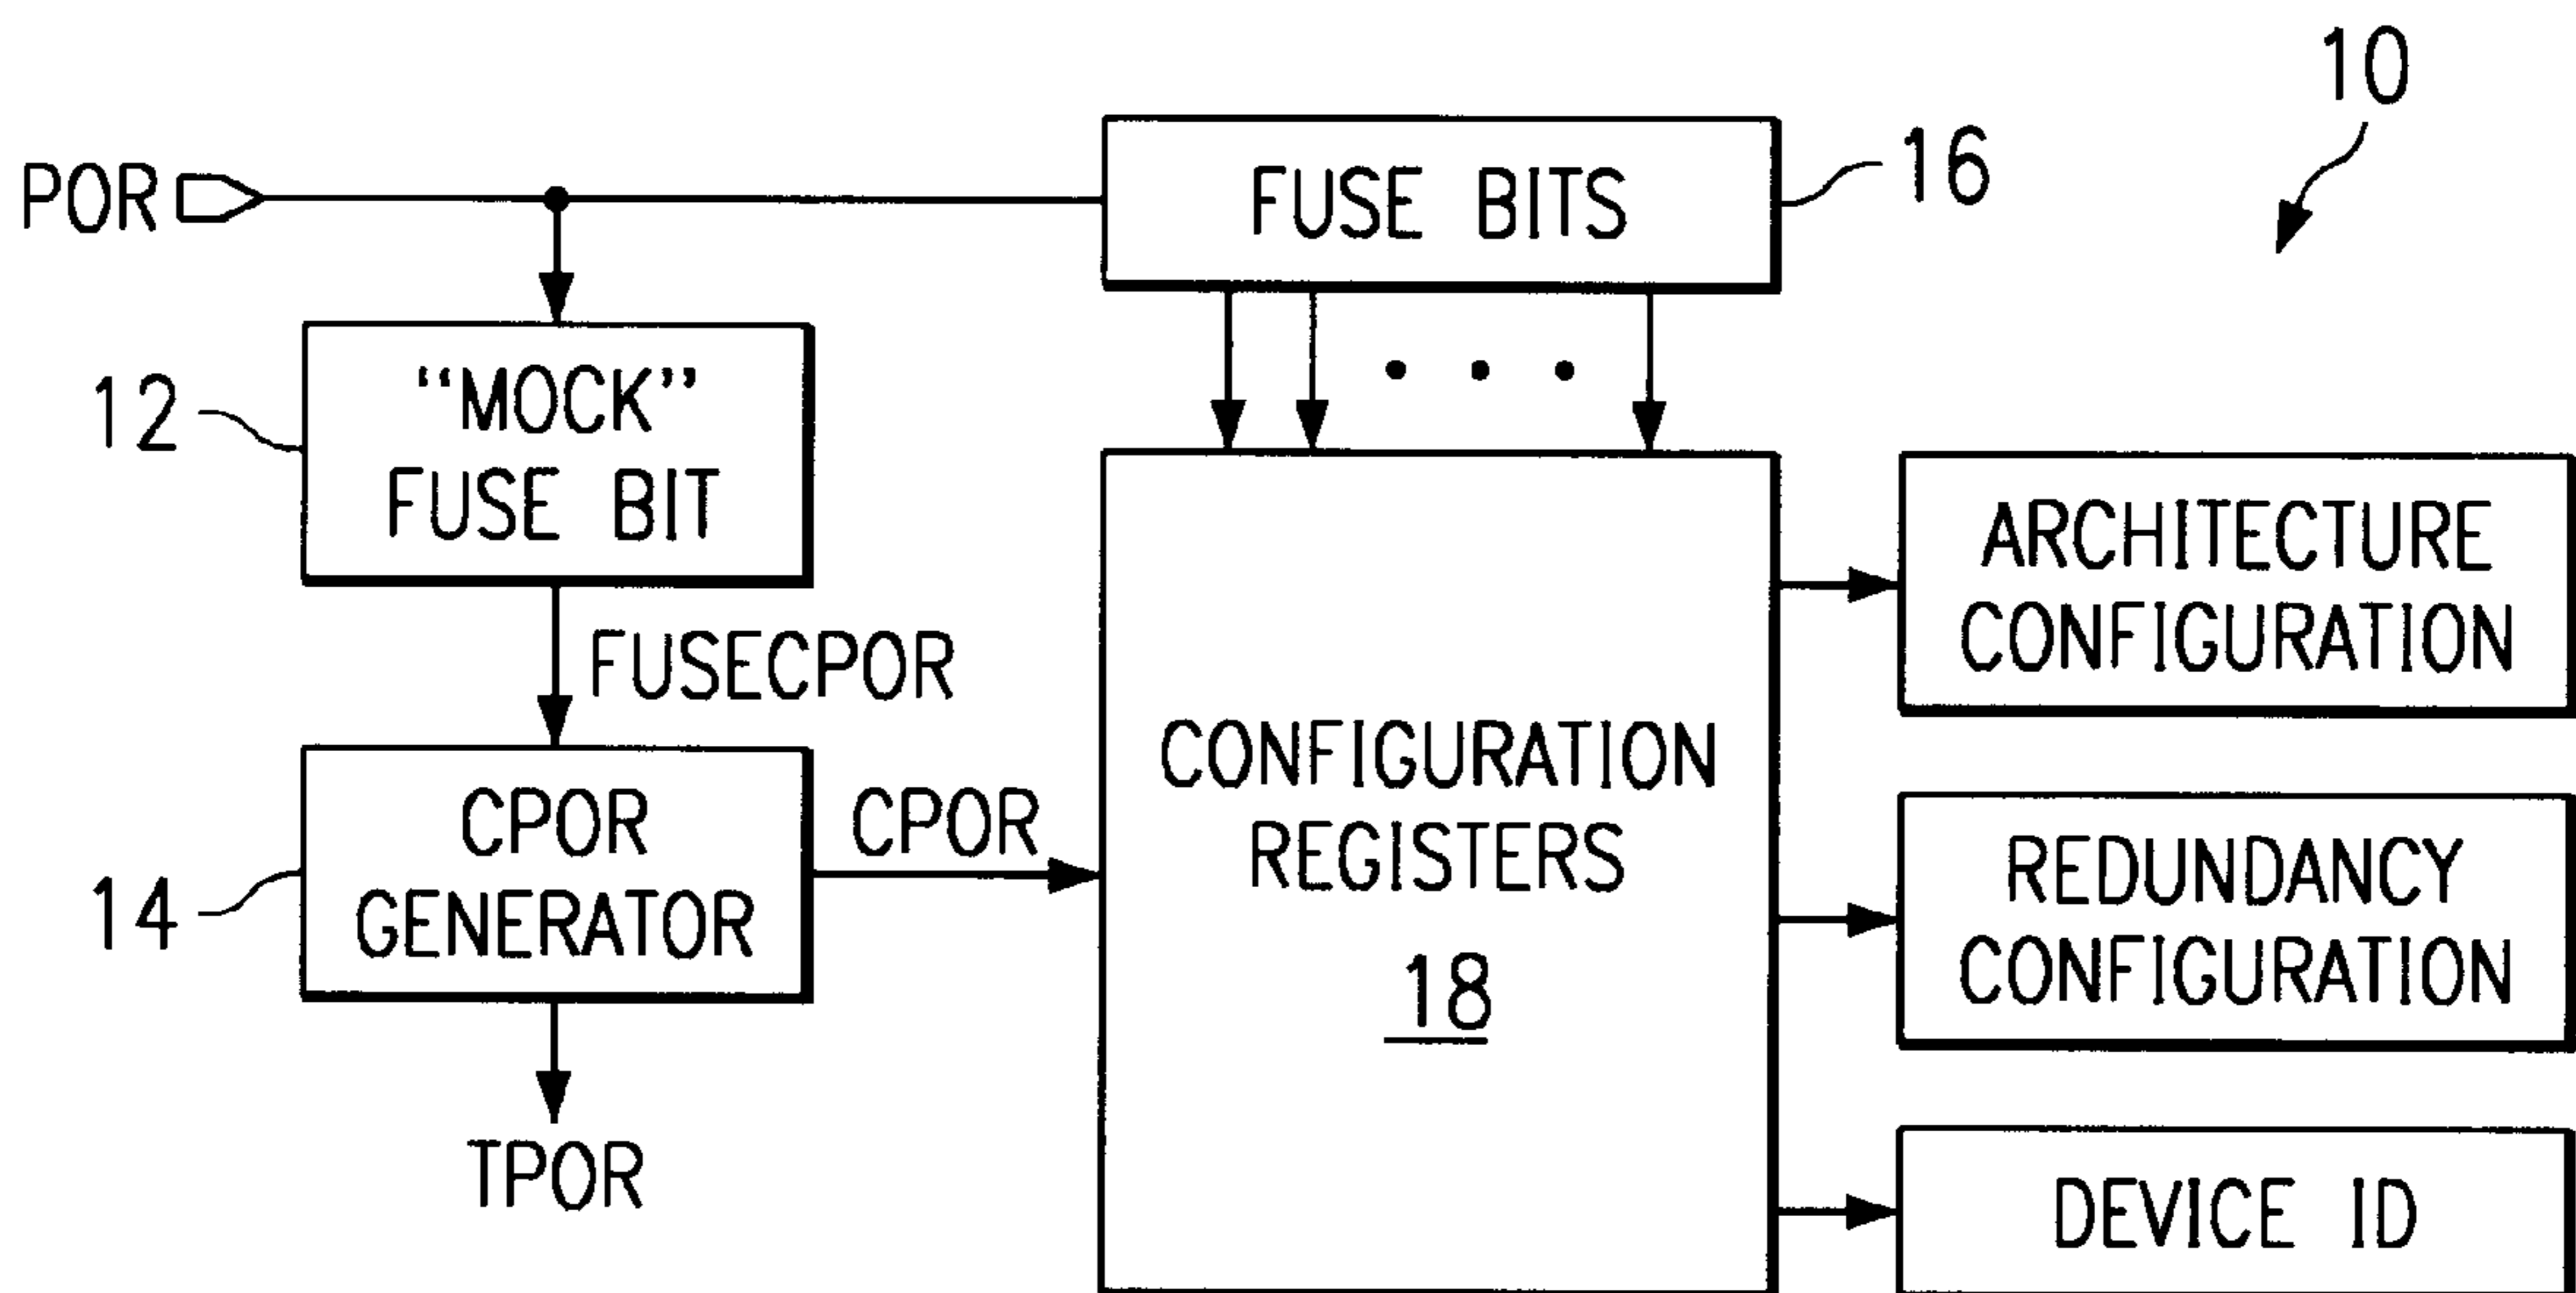 10
POR
FUSE BITS
16
12
“MOCK”
FUSE BIT
FUSECPOR
14
CPOR
GENERATOR
CPOR
TPOR
CONFIGURATION
REGISTERS
18
ARCHITECTURE
CONFIGURATION
REDUNDANCY
CONFIGURATION
DEVICE ID